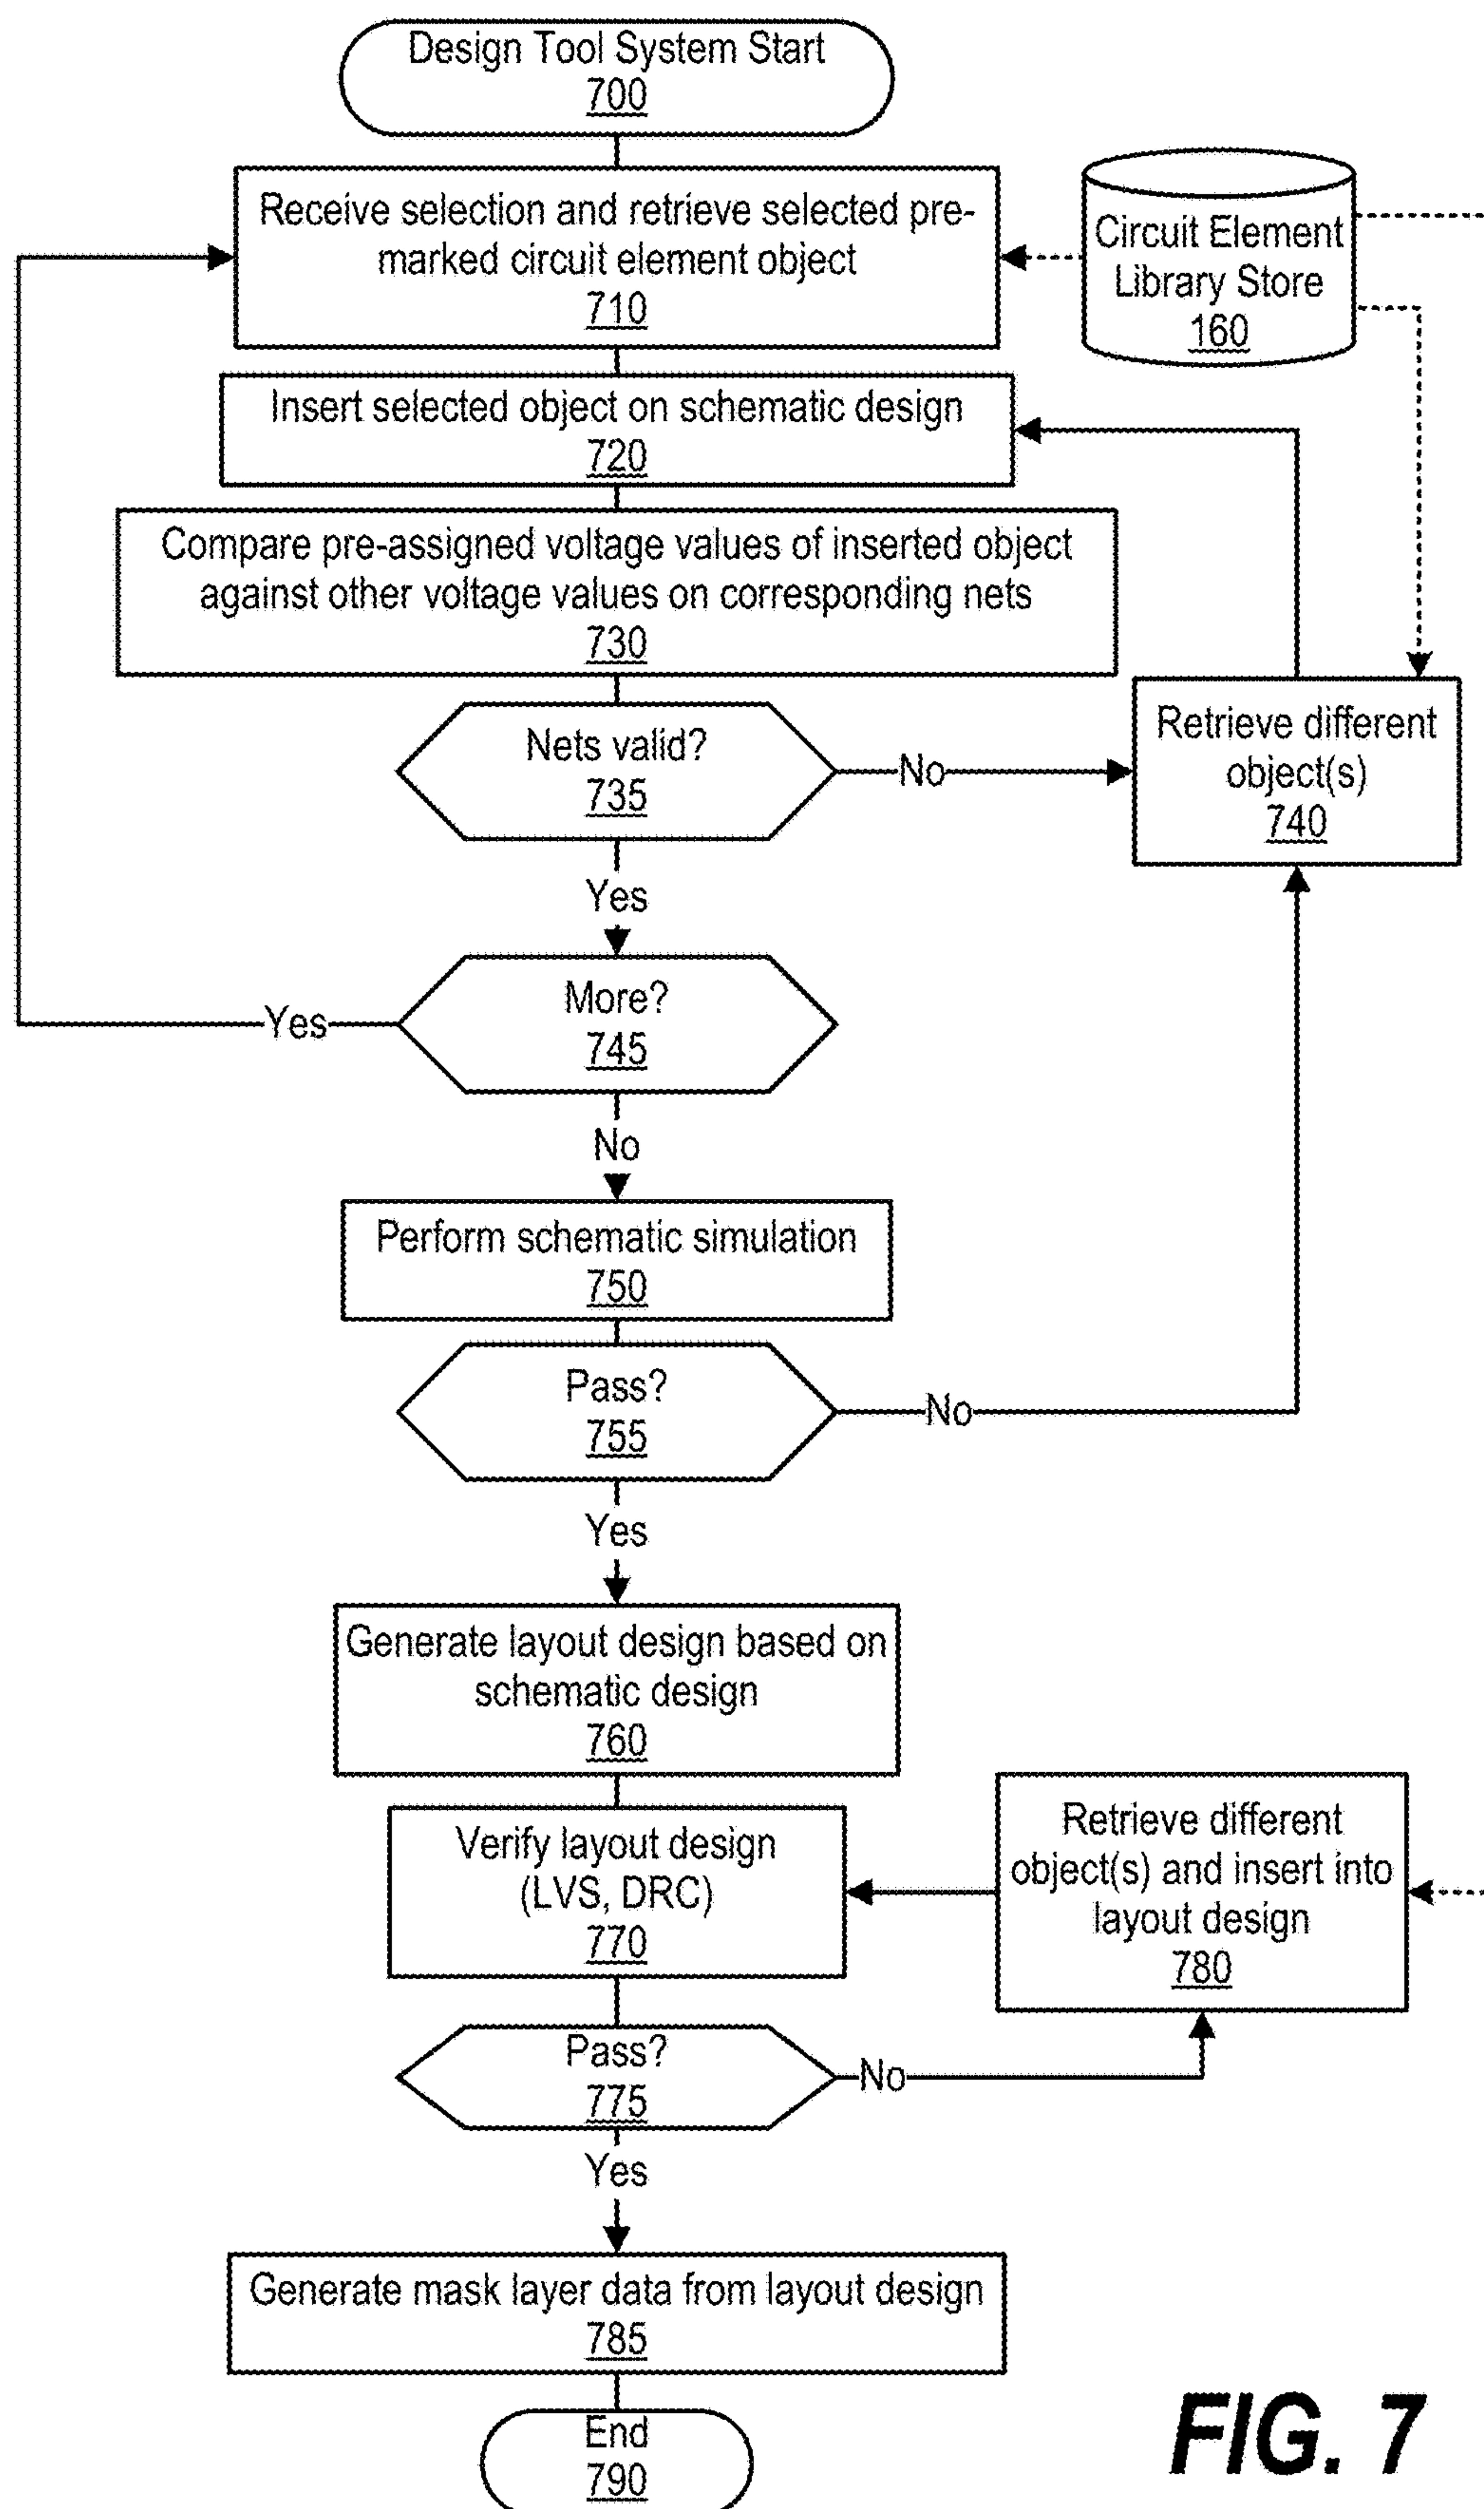 Design Tool System Start
700
Receive selection and retrieve selected pre-
marked circuit element object
710
Circuit Element
Library Store
160
Insert selected object on schematic design
720
Compare pre-assigned voltage values of inserted object
against other voltage values on corresponding nets
730
Nets valid?
735
No
Retrieve different
object(s)
740
Yes
More?
745
Yes
No
Perform schematic simulation
750
Pass?
755
No
Yes
Generate layout design based on
schematic design
760
Verify layout design
(LVS, DRC)
770
Retrieve different
object(s) and insert into
layout design
780
Pass?
775
No
Yes
Generate mask layer data from layout design
785
End
790
FIG. 7